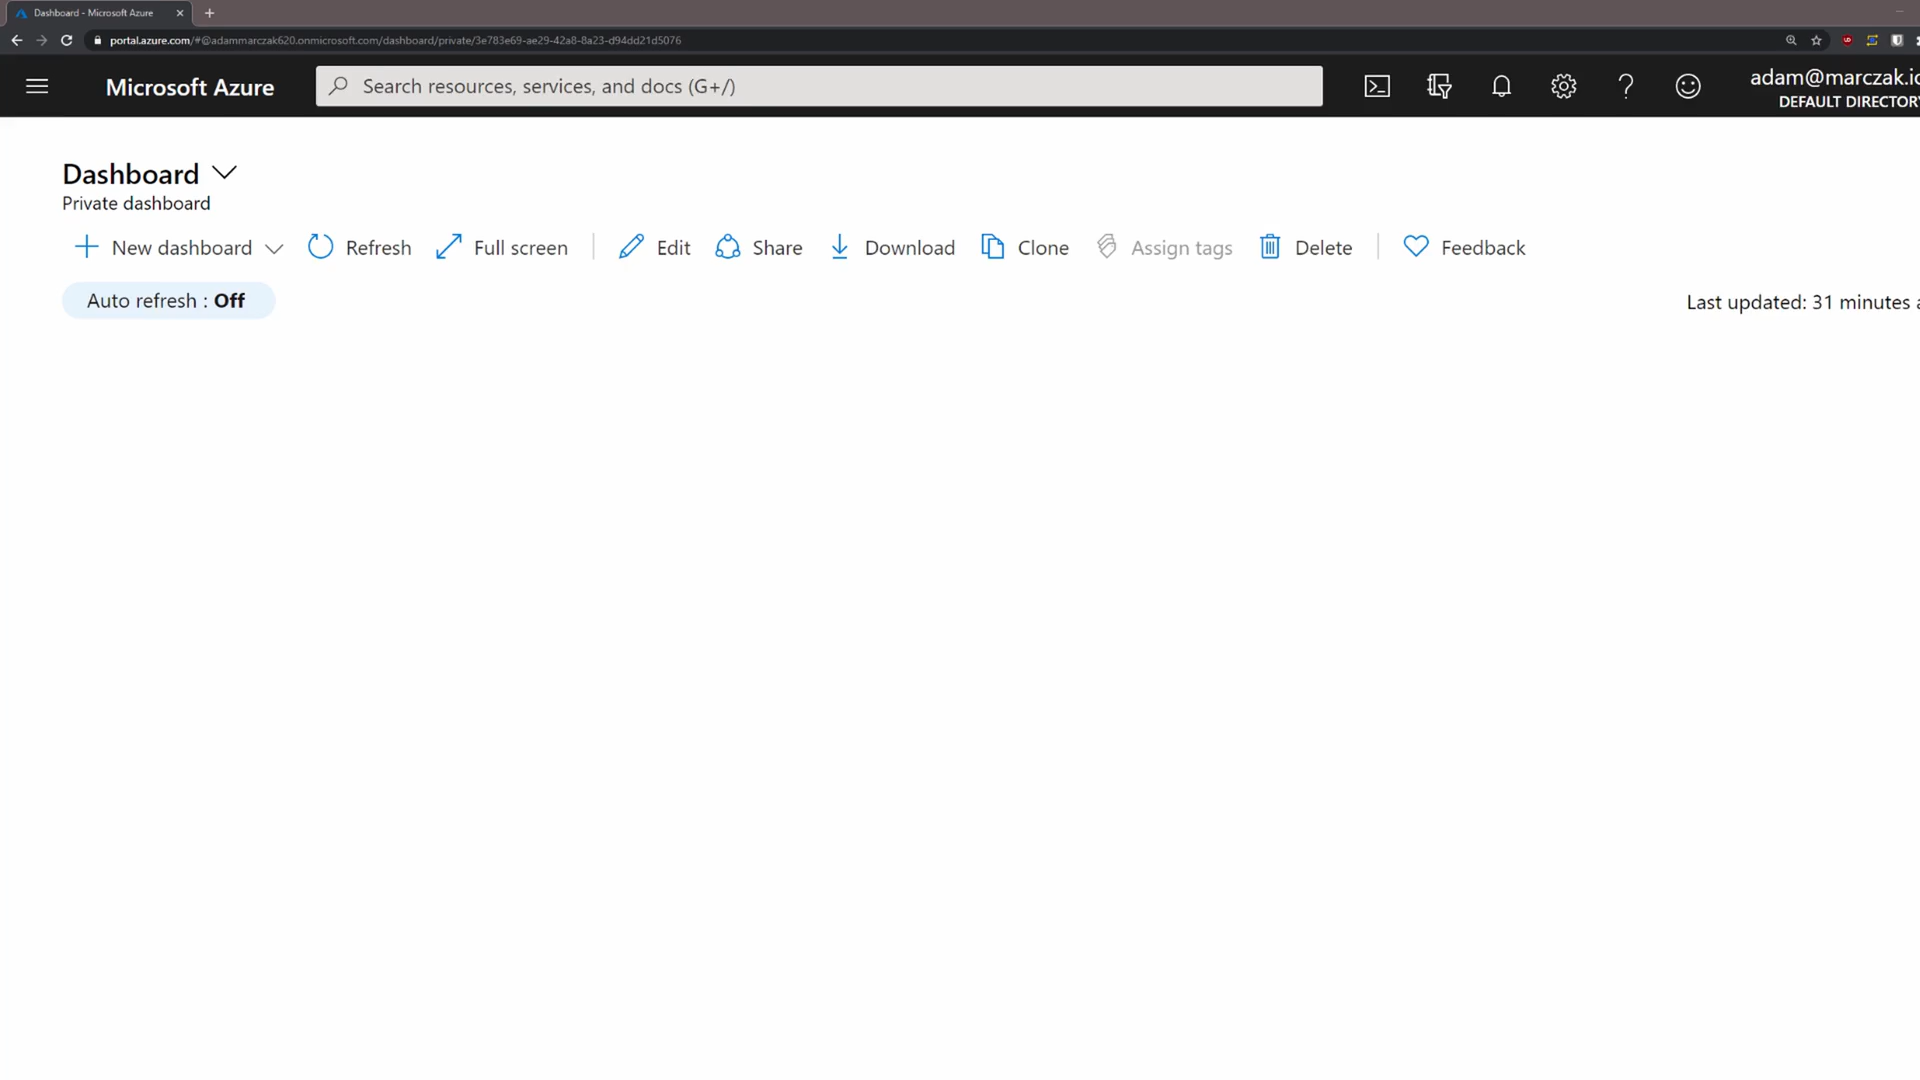 Dashboard - Microsoft Azure
portal.azure.com/#@adammarczak620.onmicrosoft.com/dashboard/private/3e783e69-ae29-42a8-8a23-d94dd21d5076
Microsoft Azure
Search resources, services, and docs (G+/)
adam@marczak.io
DEFAULT DIRECTORY
Dashboard
Private dashboard
New dashboard Refresh Full screen Edit Share Download Clone Assign tags Delete Feedback
Auto refresh : Off
Last updated: 31 minutes a